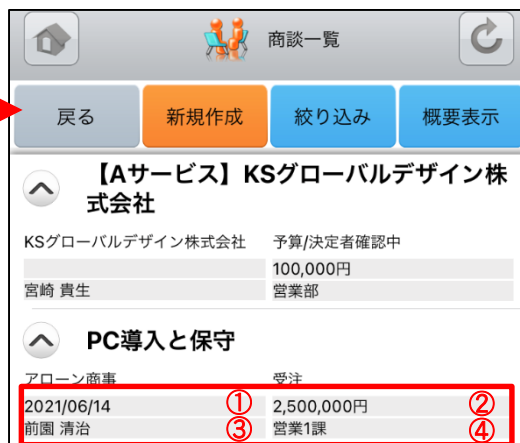 商談一覧
戻る 新規作成 絞り込み 概要表示
【Aサービス】KSグローバルデザイン株
式会社
KSグローバルデザイン株式会社 予算/決定者確認中
100,000円
宮崎 貴生 営業部
PC導入と保守
アローン商事 受注
2021/06/14 ① 2,500,000円 ②
前園 清治 ③ 営業1課 ④